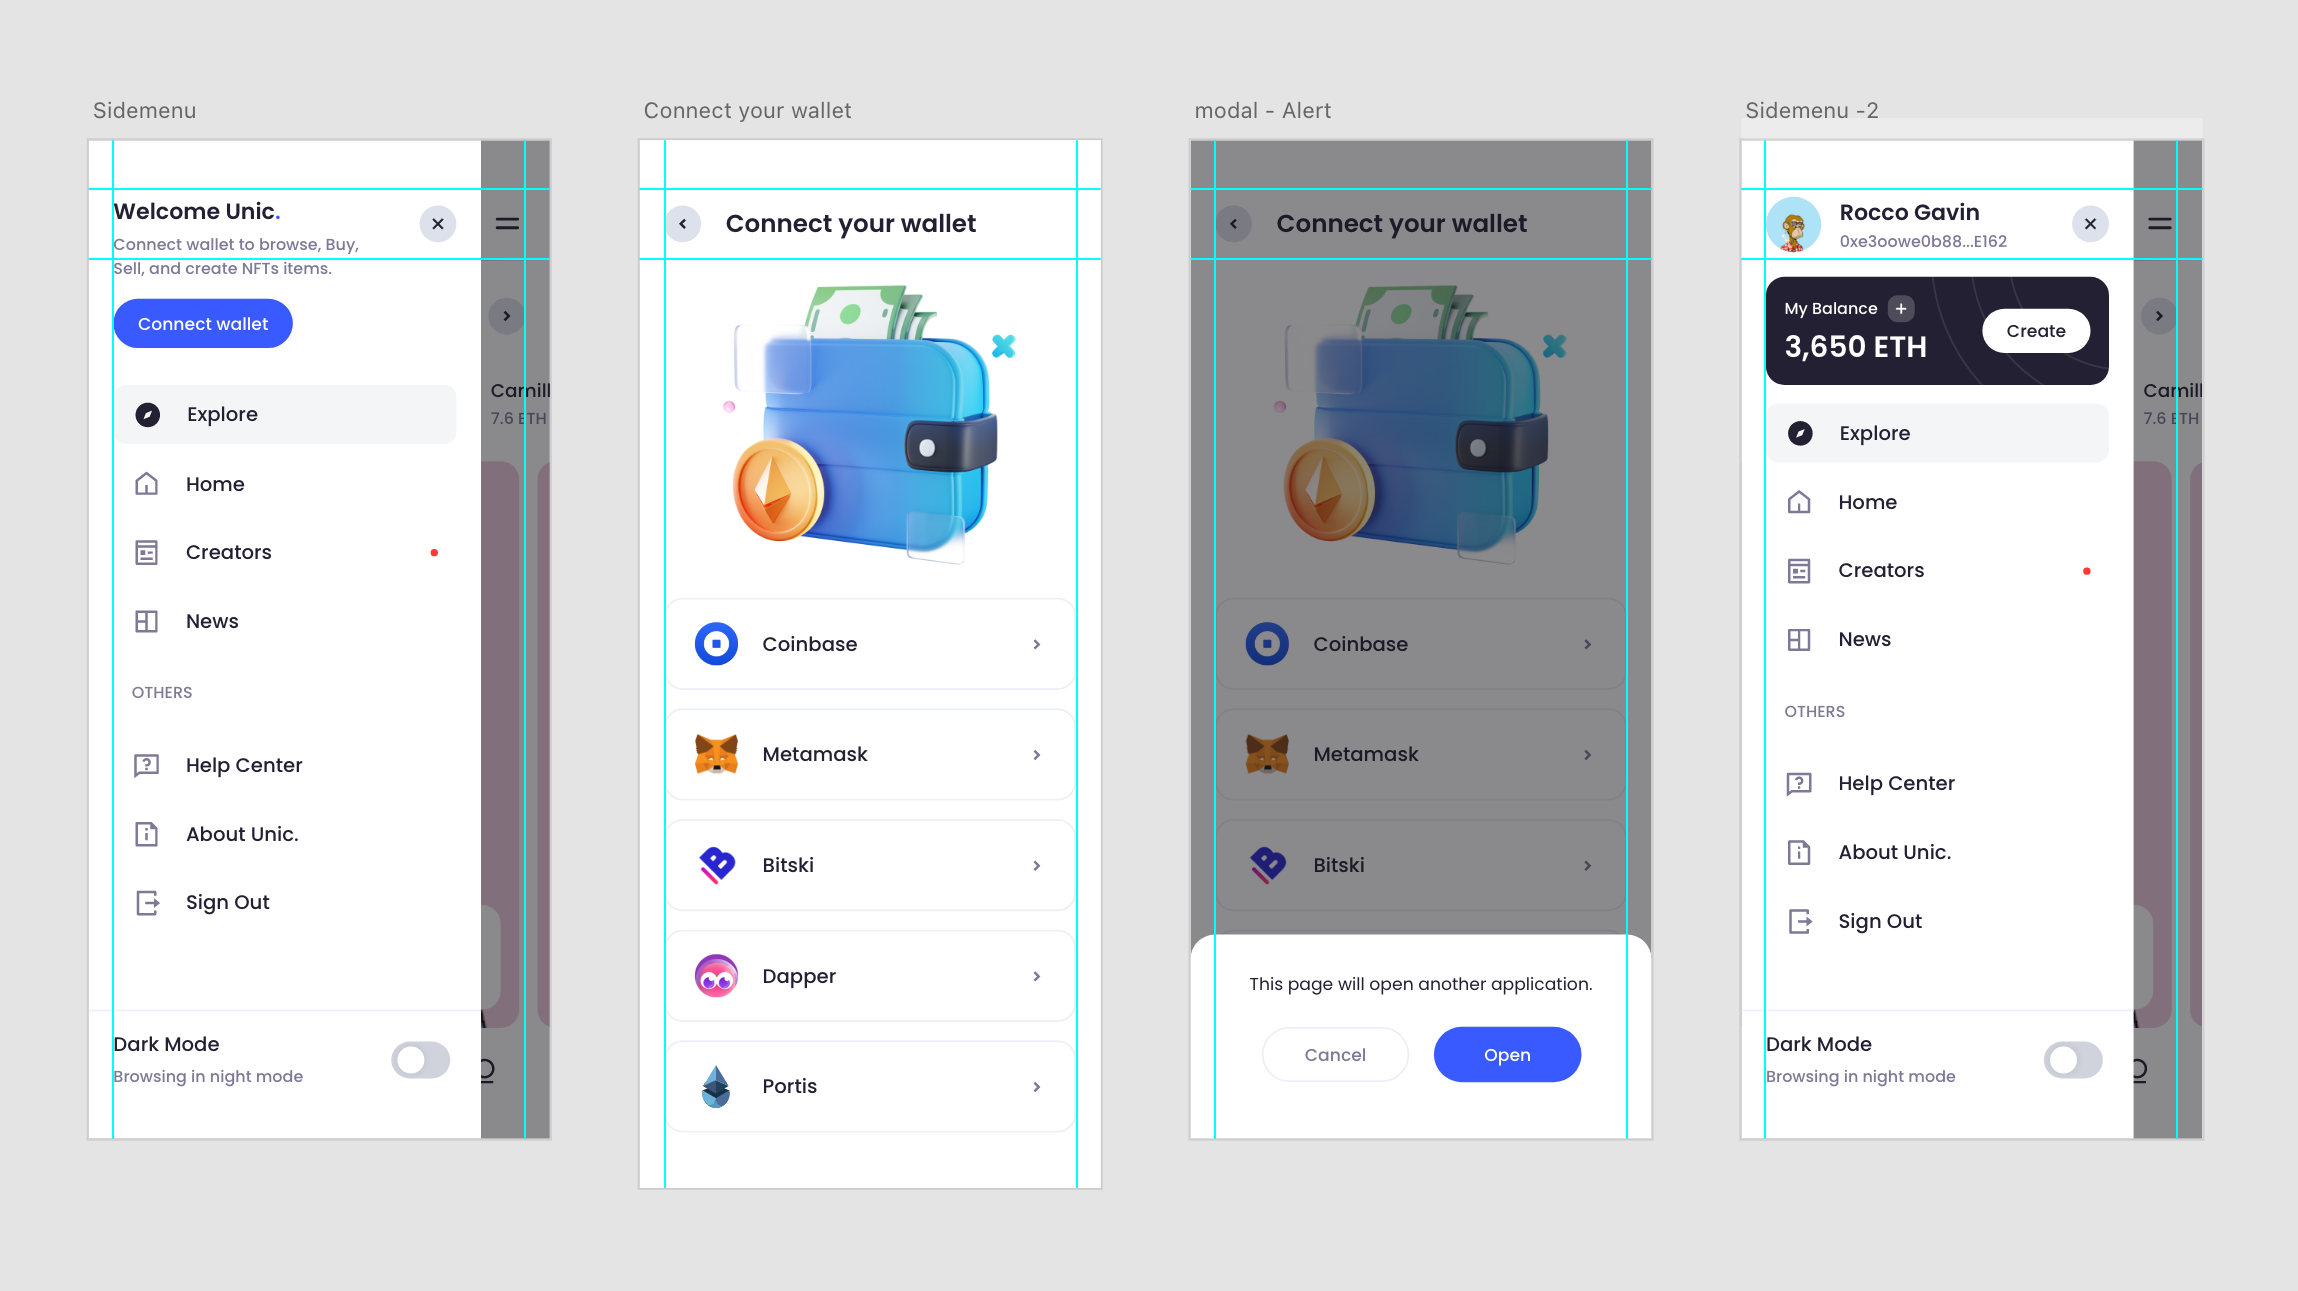 Sidemenu
Welcome Unic.
Connect wallet to browse, Buy,
Sell, and create NFTs items.
Connect wallet
Explore
Home
Creators
News
OTHERS
Help Center
About Unic.
Sign Out
Dark Mode
Browsing in night mode
Camill
7.6 ETH
Connect your wallet
Connect your wallet
Coinbase
Metamask
Bitski
Dapper
Portis
modal - Alert
Connect your wallet
Coinbase
Metamask
Bitski
This page will open another application.
Cancel
Open
Sidemenu -2
Rocco Gavin
0xe3oowe0b88...E162
My Balance +
3,650 ETH
Create
Explore
Home
Creators
News
OTHERS
Help Center
About Unic.
Sign Out
Dark Mode
Browsing in night mode
Camill
7.6 ETH